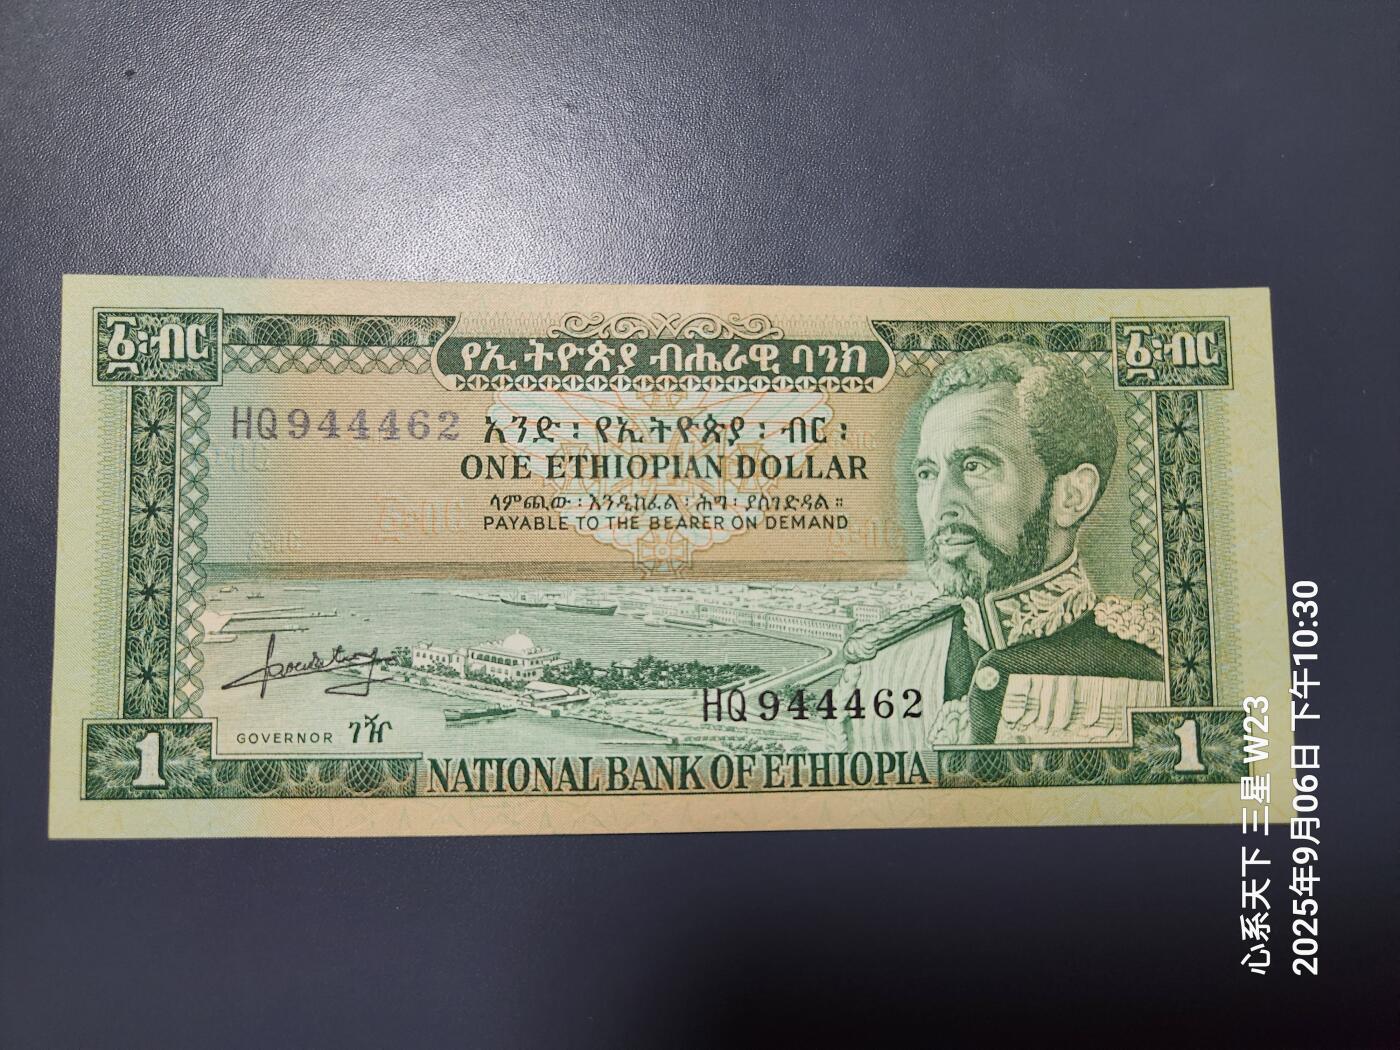 የኢትዮጵያ ብሔራዊ ባንክ
፩፡ብር
፩፡ብር
HQ944462
አንድ ፡ የኢትዮጵያ ፡ ብር ፡
ONE ETHIOPIAN DOLLAR
ላምጪው ፡ እንዲከፈል ፡ ሕግ ፡ ያስገድዳል ።
PAYABLE TO THE BEARER ON DEMAND
HQ944462
GOVERNOR ገዥ
1
NATIONAL BANK OF ETHIOPIA
1
心系天下 三星 W23
2025年9月06日 下午10:30